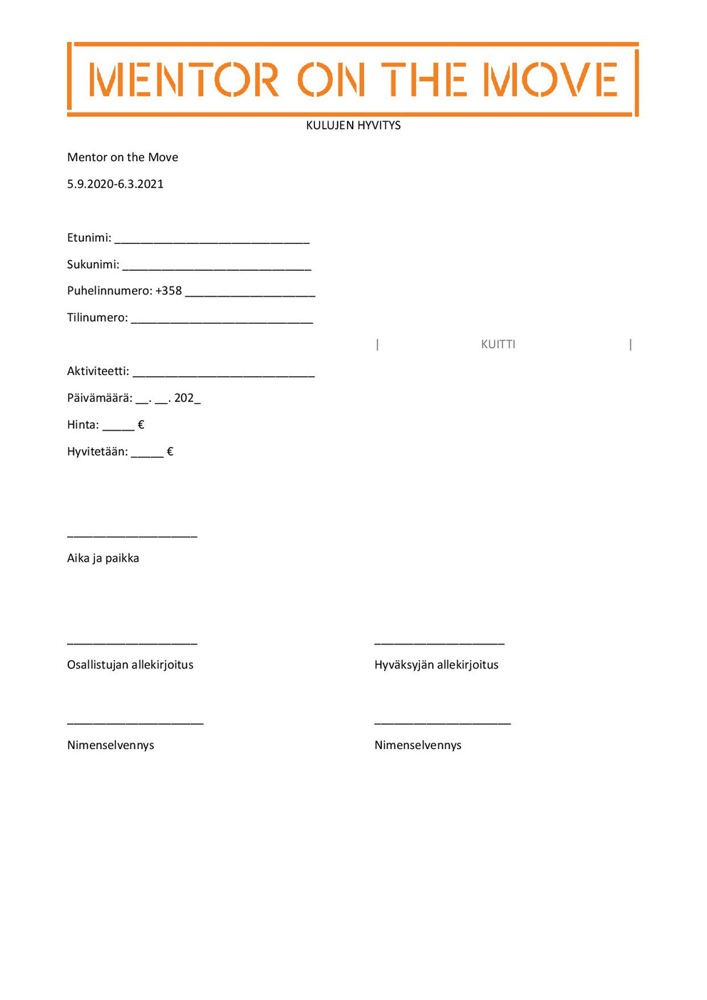 MENTOR ON THE MOVE
KULUJEN HYVITYS
Mentor on the Move
5.9.2020-6.3.2021
Etunimi: ______________________________
Sukunimi: _____________________________
Puhelinnumero: +358 ____________________
Tilinumero: ____________________________
| KUITTI |
Aktiviteetti: ____________________________
Päivämäärä: __. __. 202_
Hinta: _____ €
Hyvitetään: _____ €
____________________
Aika ja paikka
____________________ ____________________
Osallistujan allekirjoitus Hyväksyjän allekirjoitus
_____________________ _____________________
Nimenselvennys Nimenselvennys